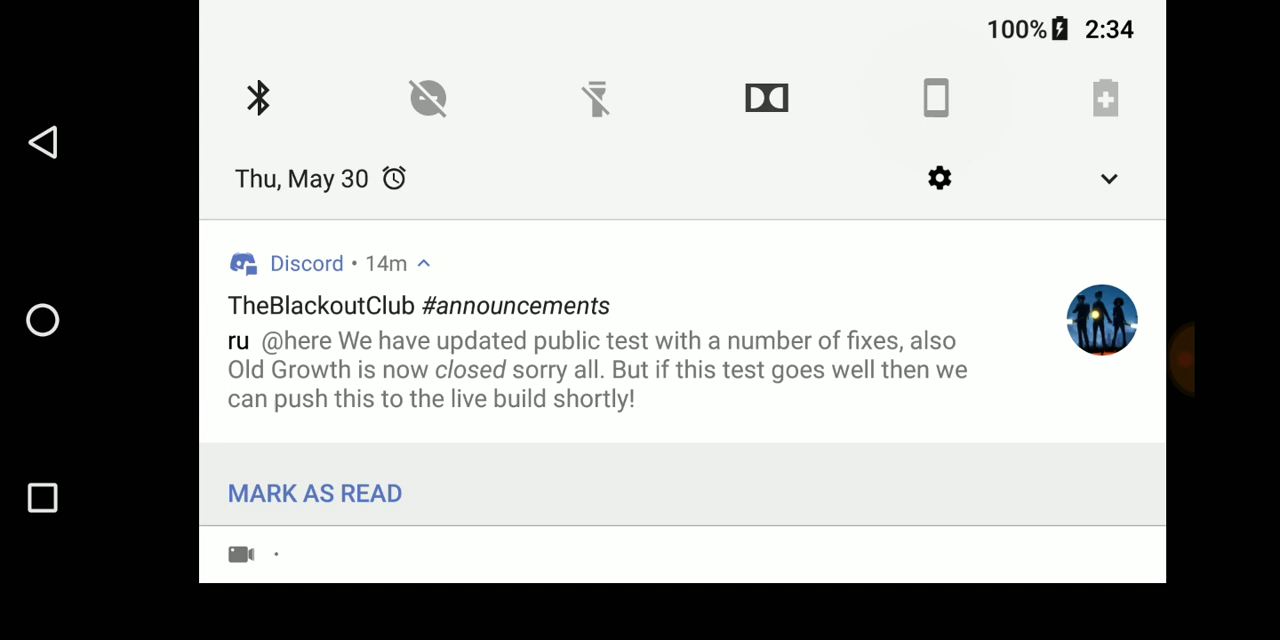 100% 2:34
Thu, May 30
Discord • 14m
TheBlackoutClub #announcements
ru @here We have updated public test with a number of fixes, also
Old Growth is now closed sorry all. But if this test goes well then we
can push this to the live build shortly!
MARK AS READ